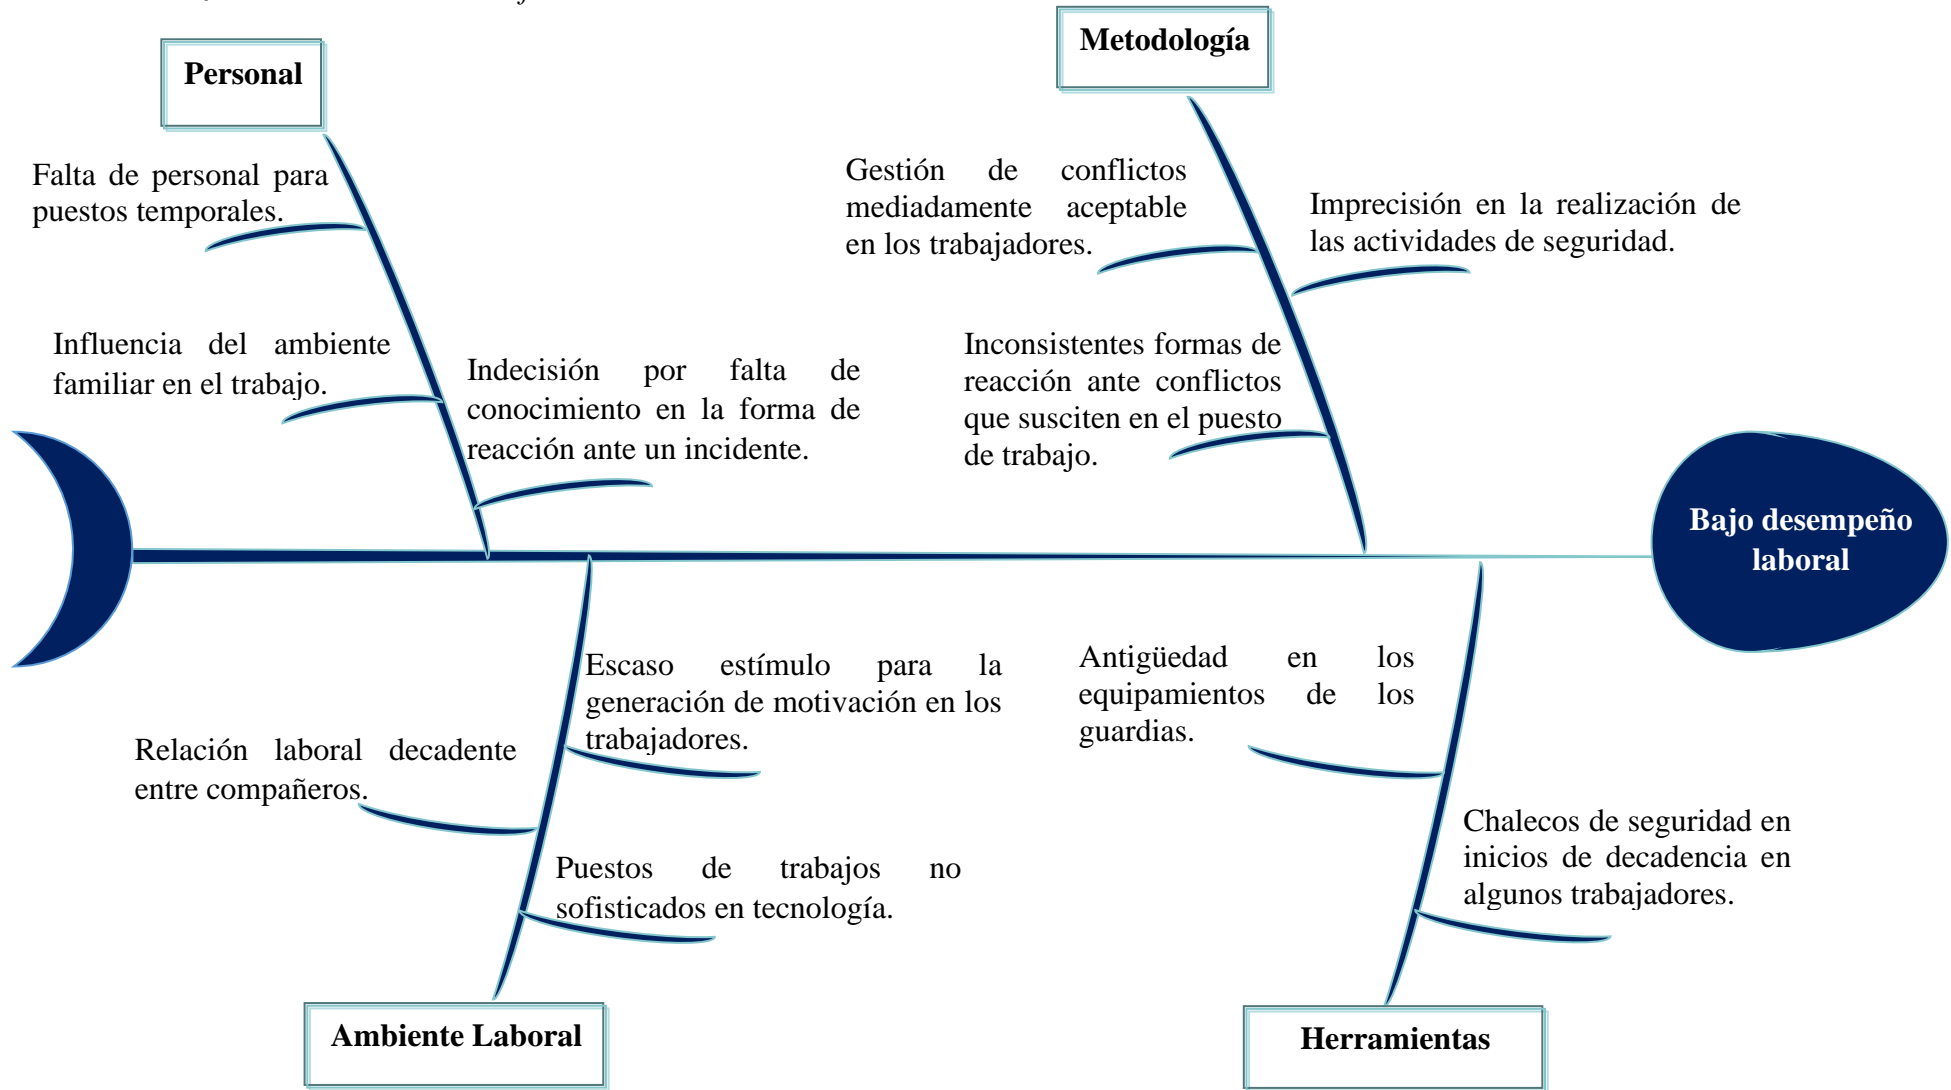 Personal
Metodología
Falta de personal para
puestos temporales.
Influencia del ambiente
familiar en el trabajo.
Indecisión por falta de
conocimiento en la forma de
reacción ante un incidente.
Gestión de conflictos
mediadamente aceptable
en los trabajadores.
Imprecisión en la realización de
las actividades de seguridad.
Inconsistentes formas de
reacción ante conflictos
que susciten en el puesto
de trabajo.
Bajo desempeño
laboral
Relación laboral decadente
entre compañeros.
Escaso estímulo para la
generación de motivación en los
trabajadores.
Puestos de trabajos no
sofisticados en tecnología.
Antigüedad en los
equipamientos de los
guardias.
Chalecos de seguridad en
inicios de decadencia en
algunos trabajadores.
Ambiente Laboral
Herramientas